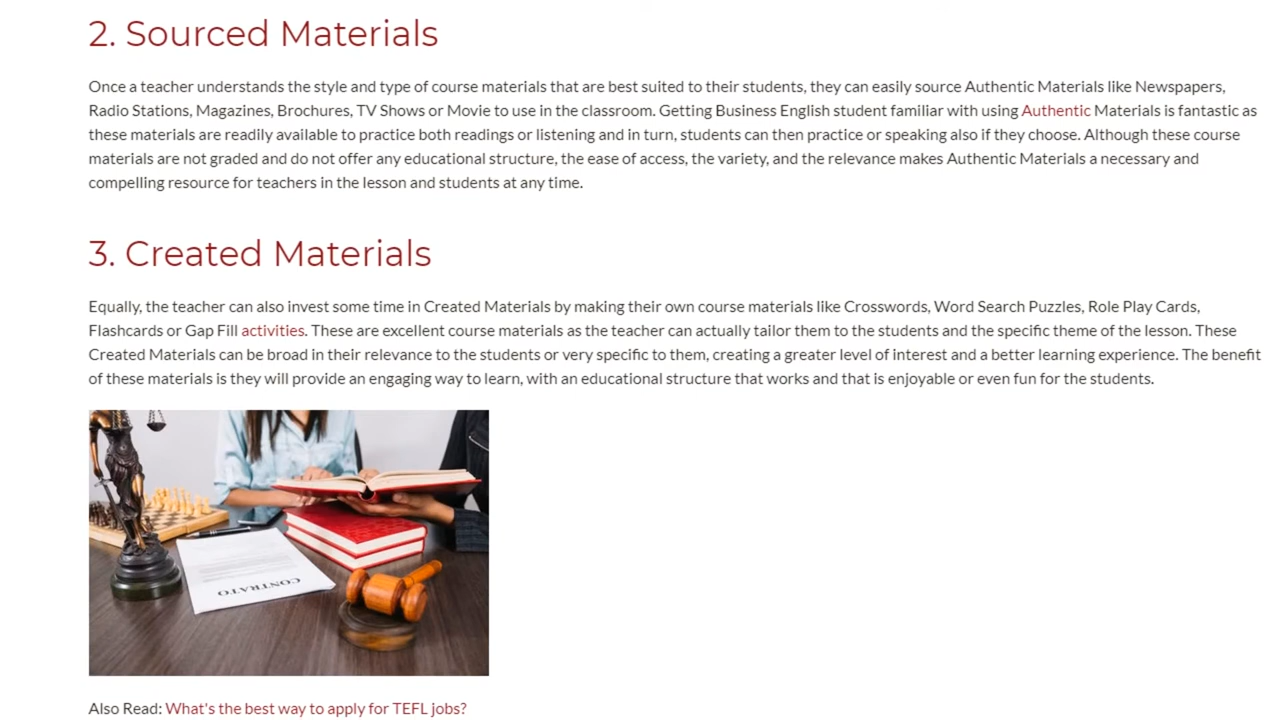 2. Sourced Materials
Once a teacher understands the style and type of course materials that are best suited to their students, they can easily source Authentic Materials like Newspapers,
Radio Stations, Magazines, Brochures, TV Shows or Movie to use in the classroom. Getting Business English student familiar with using Authentic Materials is fantastic as
these materials are readily available to practice both readings or listening and in turn, students can then practice or speaking also if they choose. Although these course
materials are not graded and do not offer any educational structure, the ease of access, the variety, and the relevance makes Authentic Materials a necessary and
compelling resource for teachers in the lesson and students at any time.
3. Created Materials
Equally, the teacher can also invest some time in Created Materials by making their own course materials like Crosswords, Word Search Puzzles, Role Play Cards,
Flashcards or Gap Fill activities. These are excellent course materials as the teacher can actually tailor them to the students and the specific theme of the lesson. These
Created Materials can be broad in their relevance to the students or very specific to them, creating a greater level of interest and a better learning experience. The benefit
of these materials is they will provide an engaging way to learn, with an educational structure that works and that is enjoyable or even fun for the students.
CONTRATO
Also Read: What's the best way to apply for TEFL jobs?